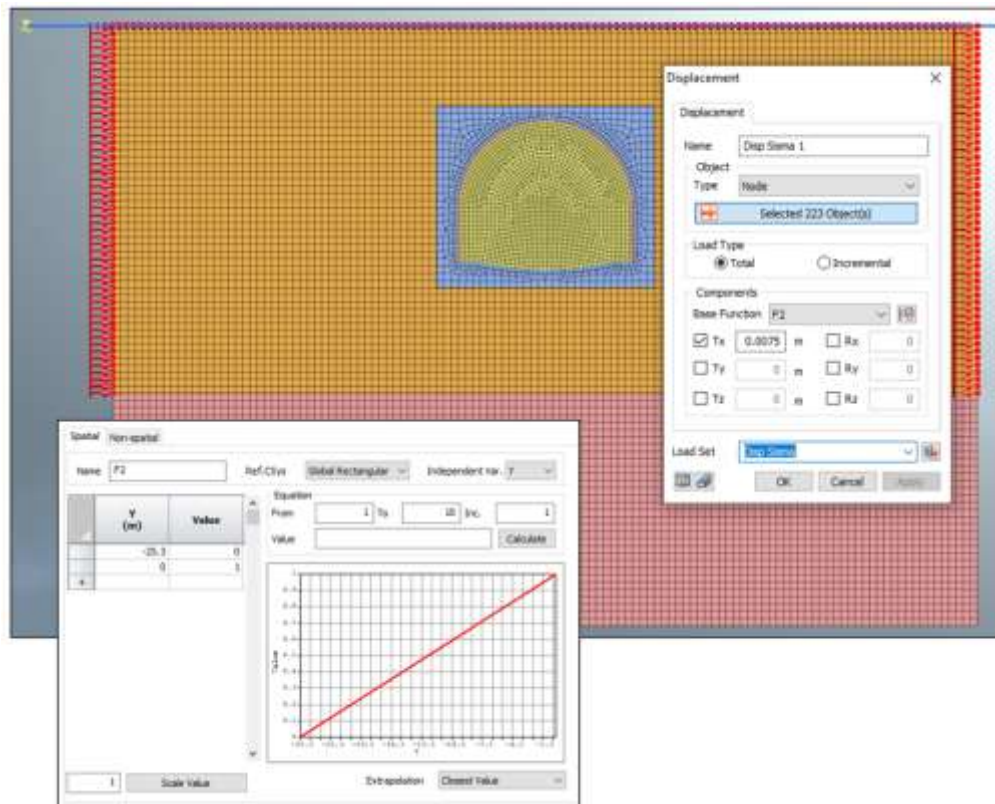 Displacement
Displacement
Name Disp Sisma 1
Object
Type Node
Selected 223 Object(s)
Load Type
Total Incremental
Components
Base Function F2
Tx 0.0075 m Rx 0
Ty 0 m Ry 0
Tz 0 m Rz 0
Load Set Disp Sisma
OK Cancel Apply
Spatial Non-spatial
Name F2 Ref.CSys Global Rectangular Independent Var. Y
Y (m) Value
0
0 1
Equation
From 1 To 10 Inc. 1
Value Calculate
Value
1 Scale Value
Extrapolation Closest Value